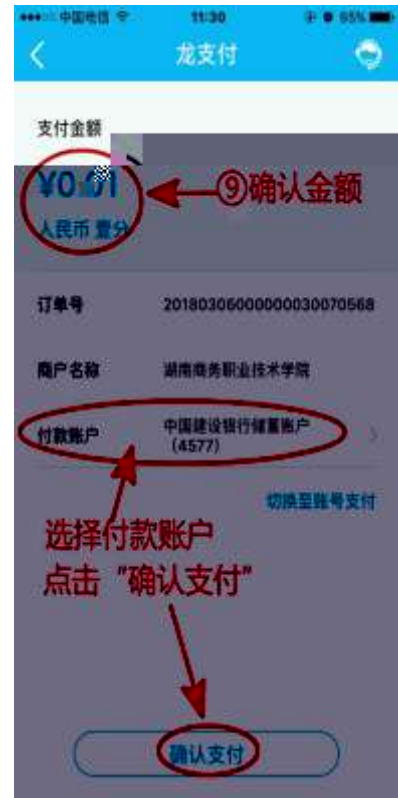 中国电信 11:30 65%
龙支付
支付金额
¥0.01
⑨确认金额
人民币 壹分
订单号 20180306000000030070568
商户名称 湖南商务职业技术学院
付款账户 中国建设银行储蓄账户
(4577)
切换至账号支付
选择付款账户
点击“确认支付”
确认支付